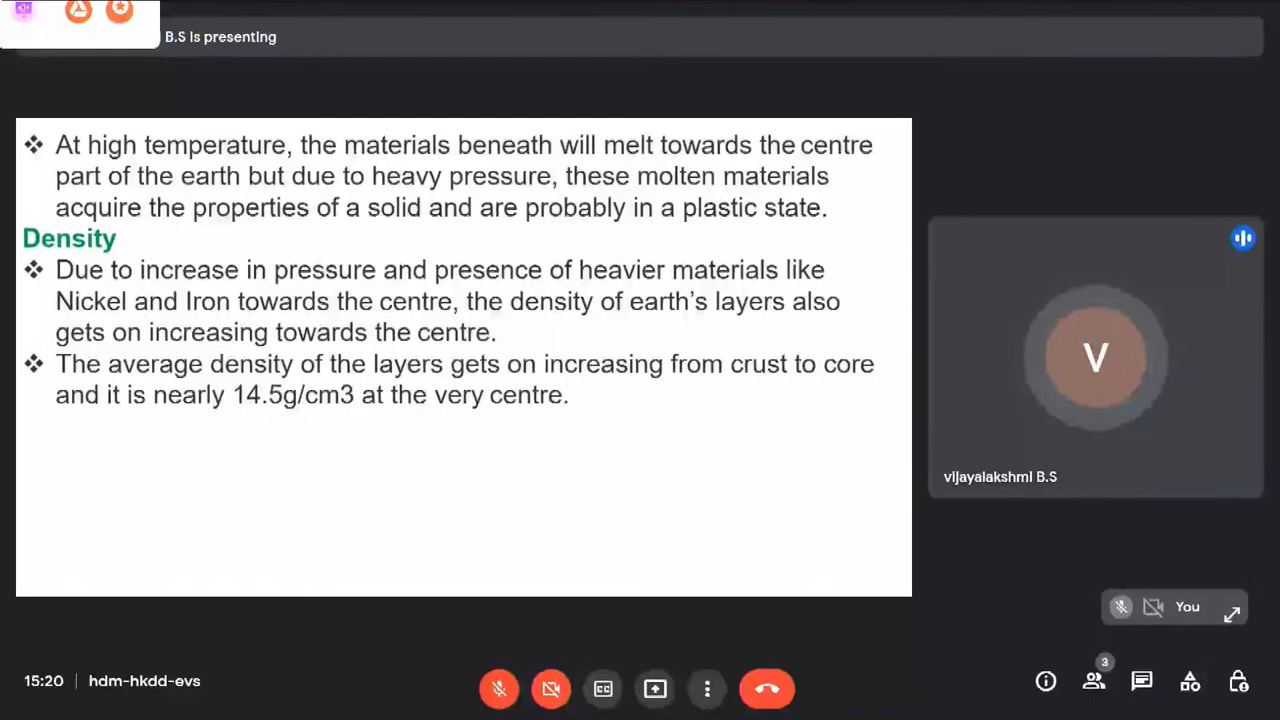 B.S is presenting
❖ At high temperature, the materials beneath will melt towards the centre
part of the earth but due to heavy pressure, these molten materials
acquire the properties of a solid and are probably in a plastic state.
Density
❖ Due to increase in pressure and presence of heavier materials like
Nickel and Iron towards the centre, the density of earth's layers also
gets on increasing towards the centre.
❖ The average density of the layers gets on increasing from crust to core
and it is nearly 14.5g/cm3 at the very centre.
V
vijayalakshmi B.S
You
15:20 hdm-hkdd-evs
CC
3